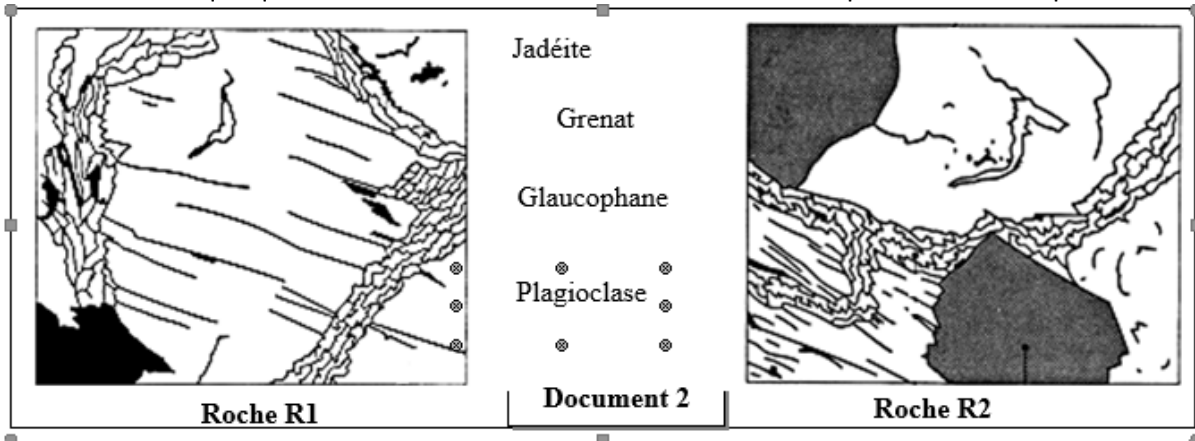 Jadéite
Grenat
Glaucophane
Plagioclase
Document 2
Roche R1
Roche R2